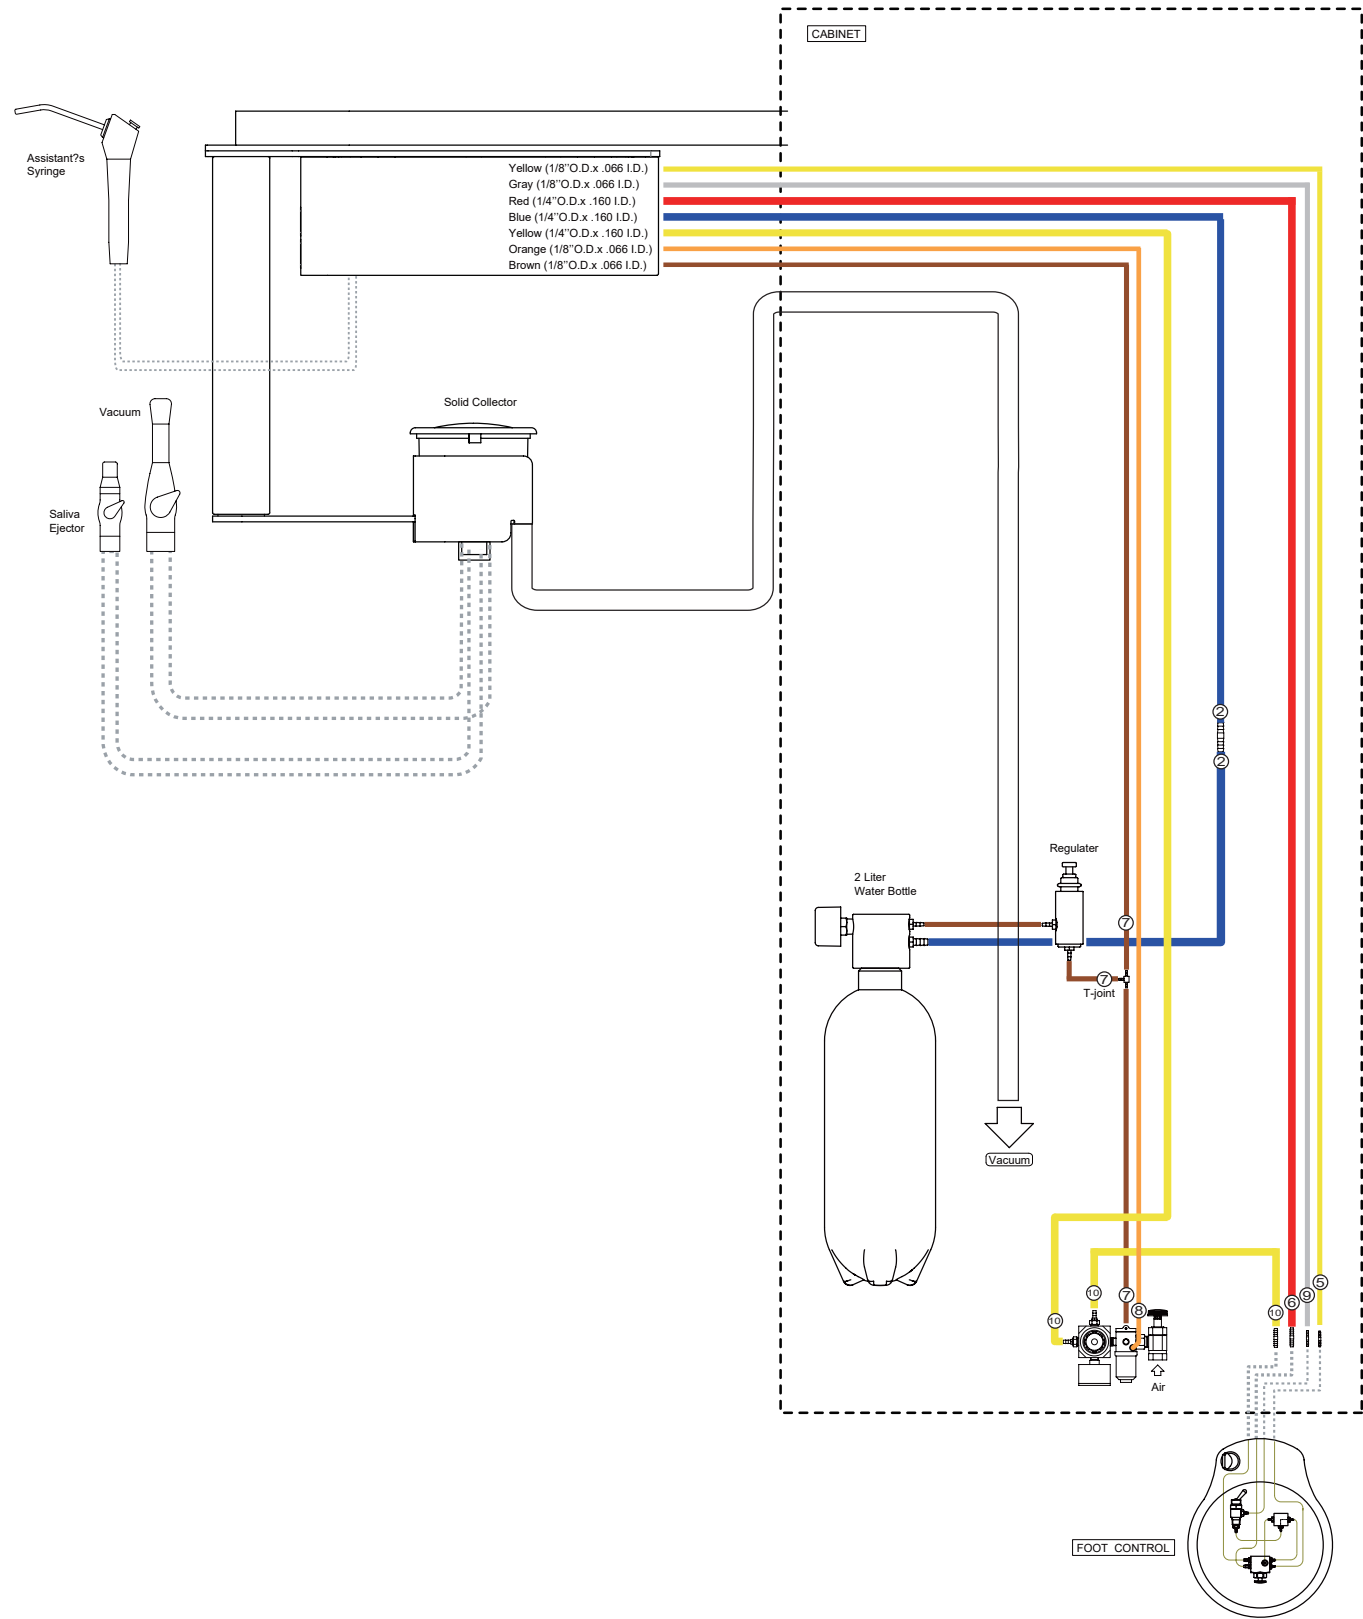 CABINET
Assistant?s
Syringe
Yellow (1/8"O.D.x .066 I.D.)
Gray (1/8"O.D.x .066 I.D.)
Red (1/4"O.D.x .160 I.D.)
Blue (1/4"O.D.x .160 I.D.)
Yellow (1/4"O.D.x .160 I.D.)
Orange (1/8"O.D.x .066 I.D.)
Brown (1/8"O.D.x .066 I.D.)
Solid Collector
Vacuum
Saliva
Ejector
2
2
Regulater
2 Liter
Water Bottle
7
7
T-joint
Vacuum
5
9
6
10
10
7
8
10
Air
FOOT CONTROL